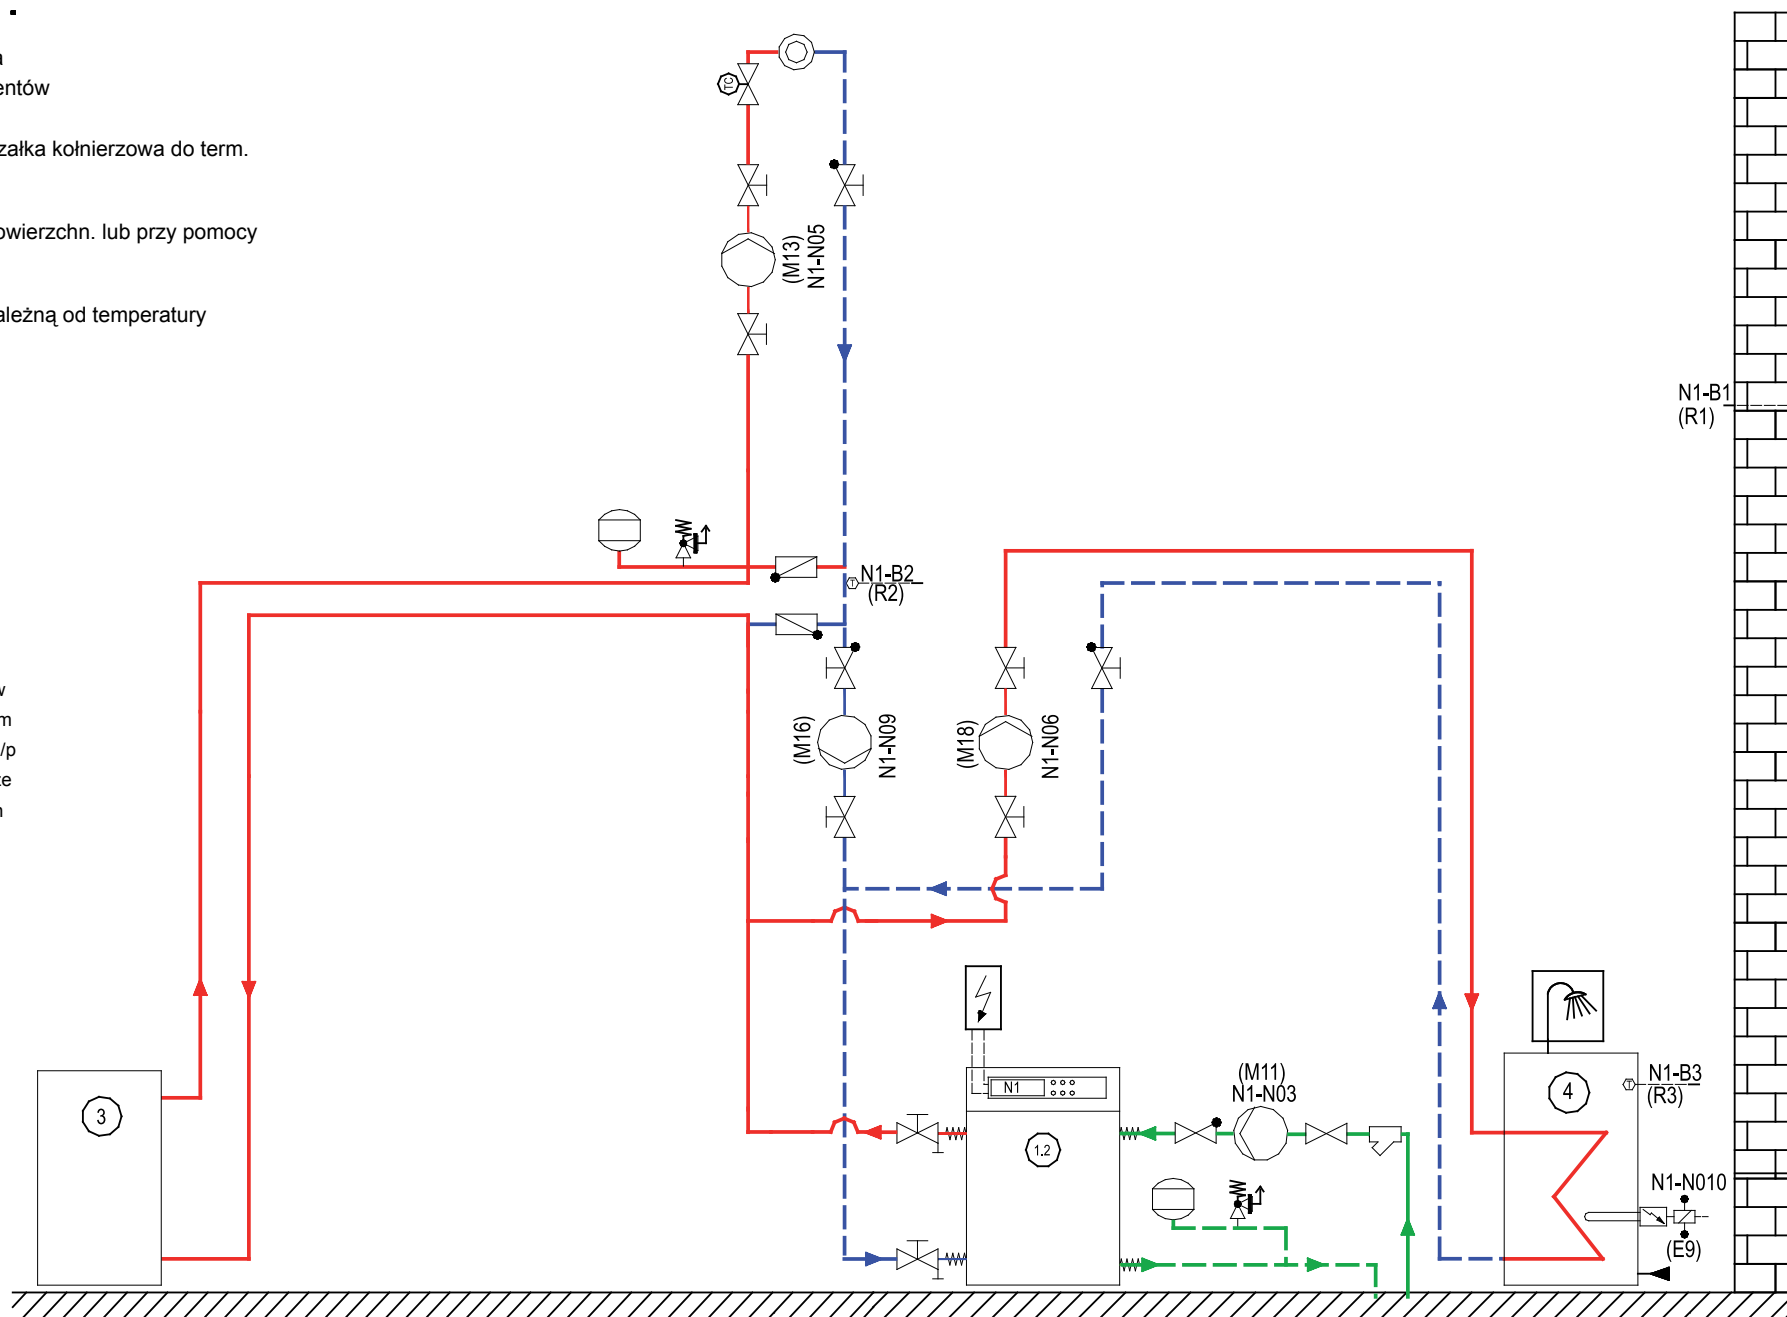 entów
załka kołnierzowa do term.
owierzchn. lub przy pomocy
ależną od temperatury
m
/p
te
TC
(M13)
N1-N05
N1-B1
(R1)
N1-B2
(R2)
T
(M16)
N1-N09
(M18)
N1-N06
3
N1
1.2
(M11)
N1-N03
4
T
N1-B3
(R3)
N1-N010
(E9)